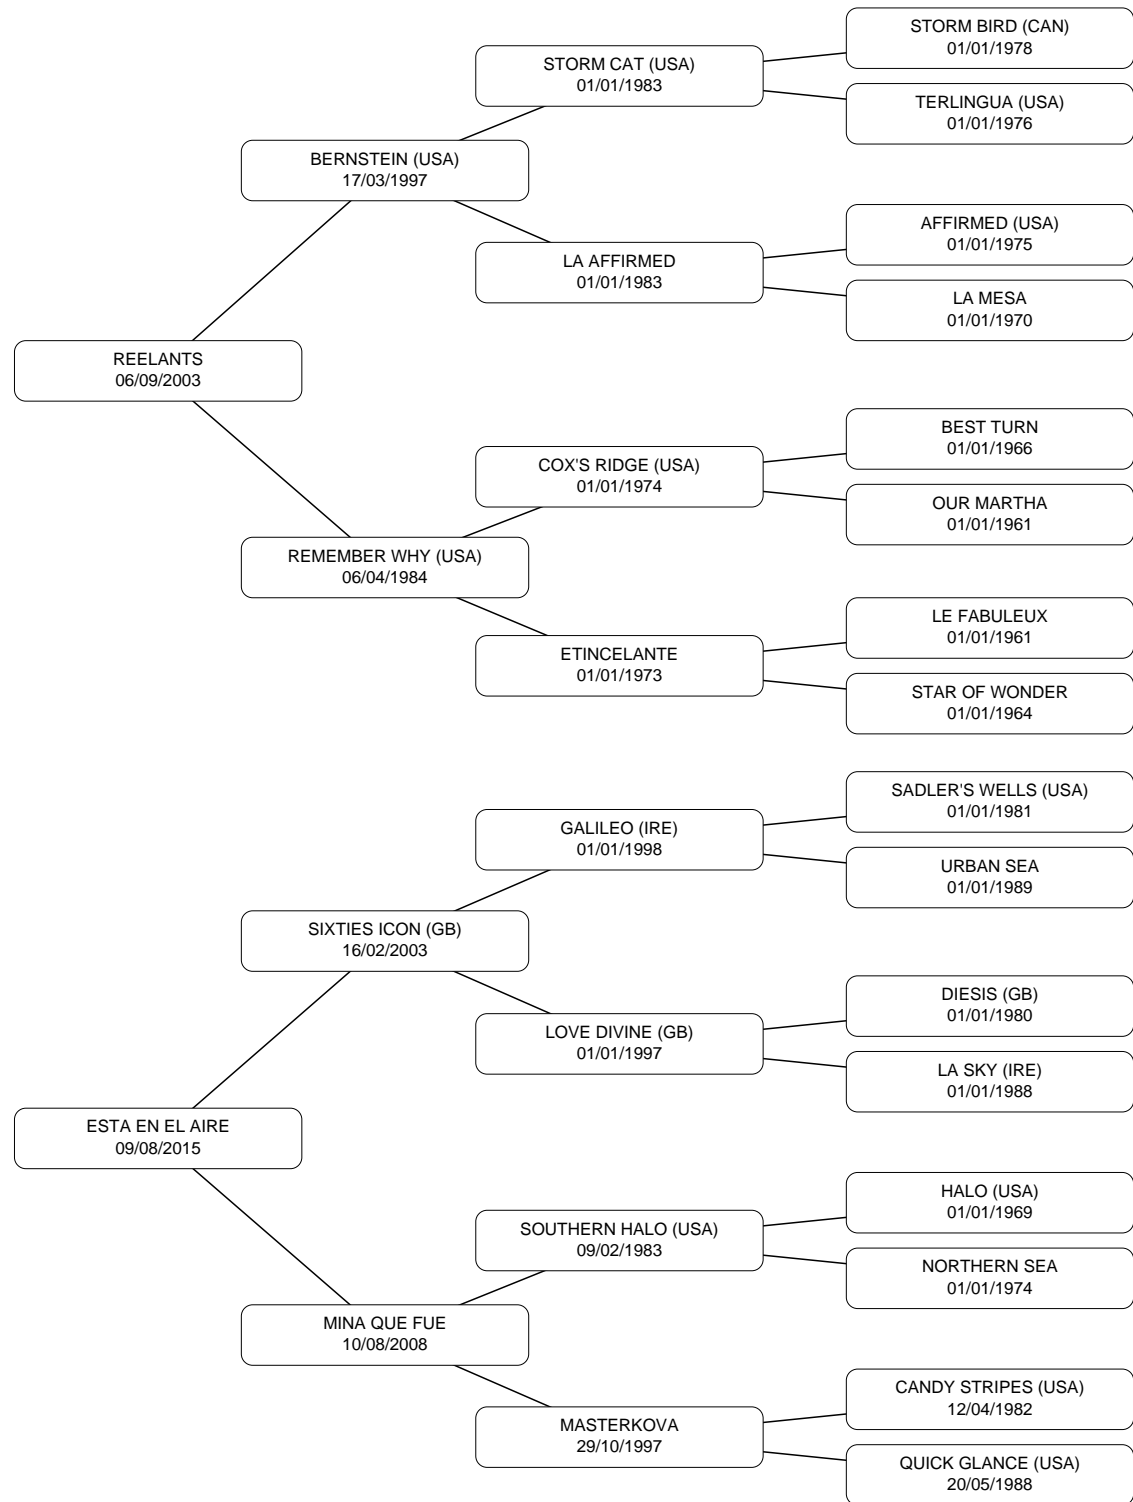 STORM BIRD (CAN)
01/01/1978
STORM CAT (USA)
01/01/1983
TERLINGUA (USA)
01/01/1976
BERNSTEIN (USA)
17/03/1997
AFFIRMED (USA)
01/01/1975
LA AFFIRMED
01/01/1983
LA MESA
01/01/1970
REELANTS
06/09/2003
BEST TURN
01/01/1966
COX'S RIDGE (USA)
01/01/1974
OUR MARTHA
01/01/1961
REMEMBER WHY (USA)
06/04/1984
LE FABULEUX
01/01/1961
ETINCELANTE
01/01/1973
STAR OF WONDER
01/01/1964
SADLER'S WELLS (USA)
01/01/1981
GALILEO (IRE)
01/01/1998
URBAN SEA
01/01/1989
SIXTIES ICON (GB)
16/02/2003
DIESIS (GB)
01/01/1980
LOVE DIVINE (GB)
01/01/1997
LA SKY (IRE)
01/01/1988
ESTA EN EL AIRE
09/08/2015
HALO (USA)
01/01/1969
SOUTHERN HALO (USA)
09/02/1983
NORTHERN SEA
01/01/1974
MINA QUE FUE
10/08/2008
CANDY STRIPES (USA)
12/04/1982
MASTERKOVA
29/10/1997
QUICK GLANCE (USA)
20/05/1988